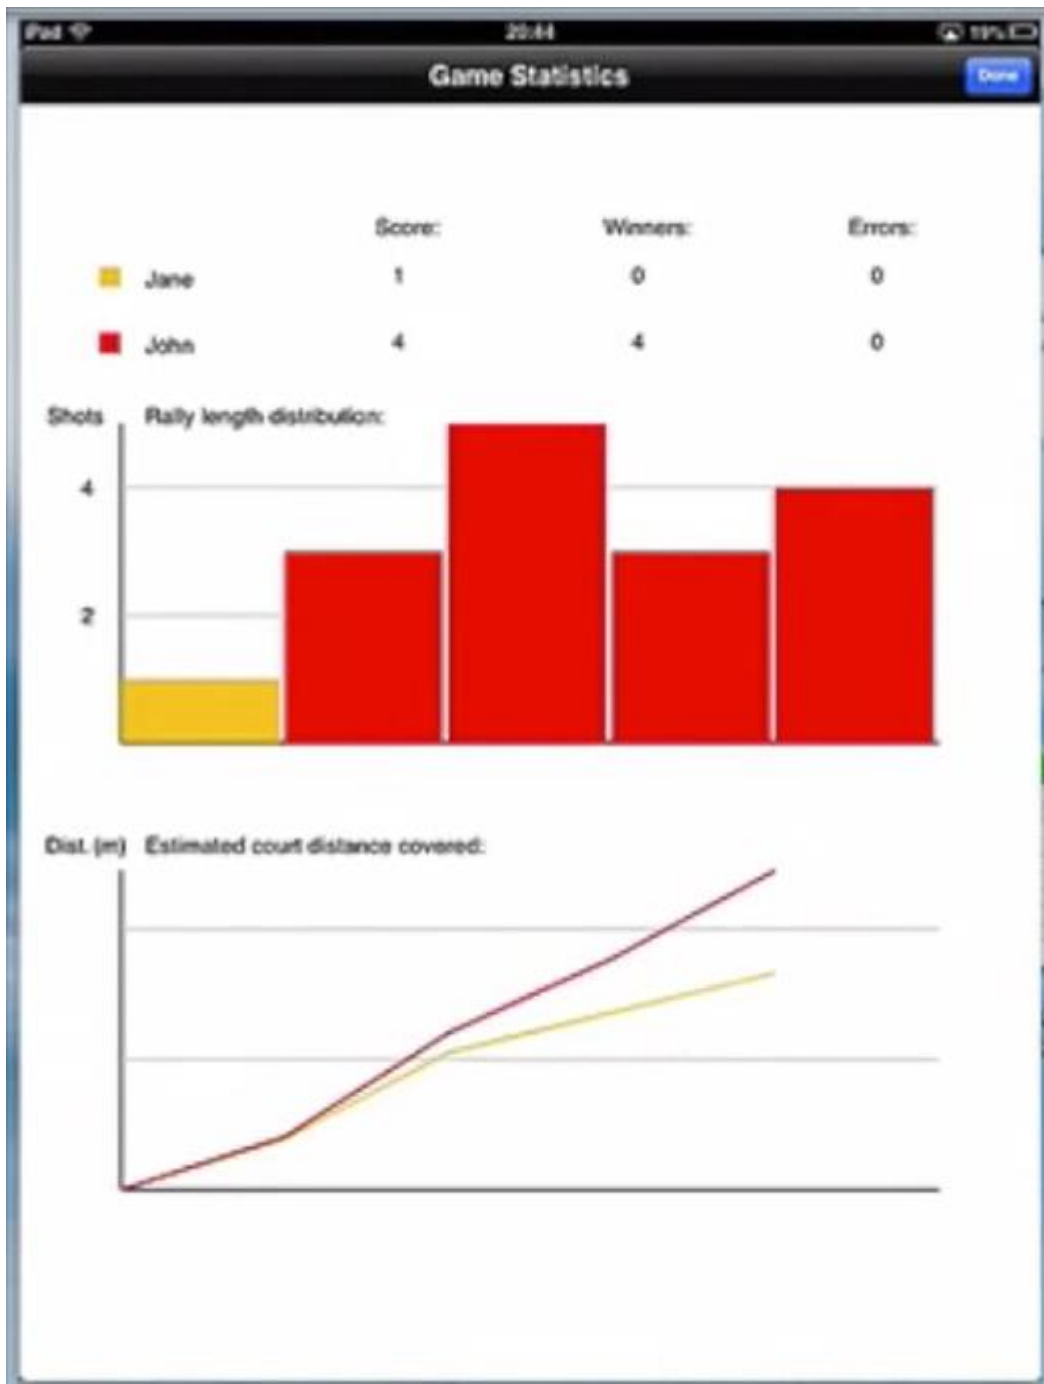 iPad 20:44 19%
Game Statistics Done
Score: Winners: Errors:
Jane 1 0 0
John 4 4 0
Shots Rally length distribution:
4
2
Dist. (m) Estimated court distance covered: